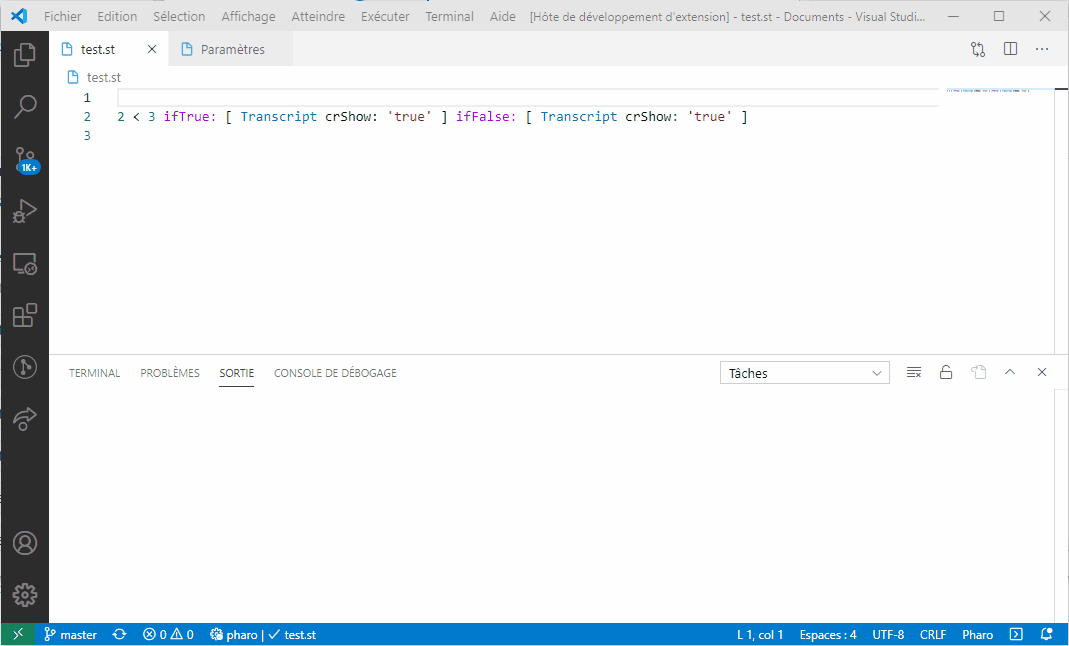 Fichier Edition Sélection Affichage Atteindre Exécuter Terminal Aide [Hôte de développement d'extension] - test.st - Documents - Visual Studi...
test.st Paramètres
test.st
1
2 2 < 3 ifTrue: [ Transcript crShow: 'true' ] ifFalse: [ Transcript crShow: 'true' ]
3
1K+
TERMINAL PROBLÈMES SORTIE CONSOLE DE DÉBOGAGE Tâches
master 0 0 pharo | ✓ test.st L 1, col 1 Espaces : 4 UTF-8 CRLF Pharo